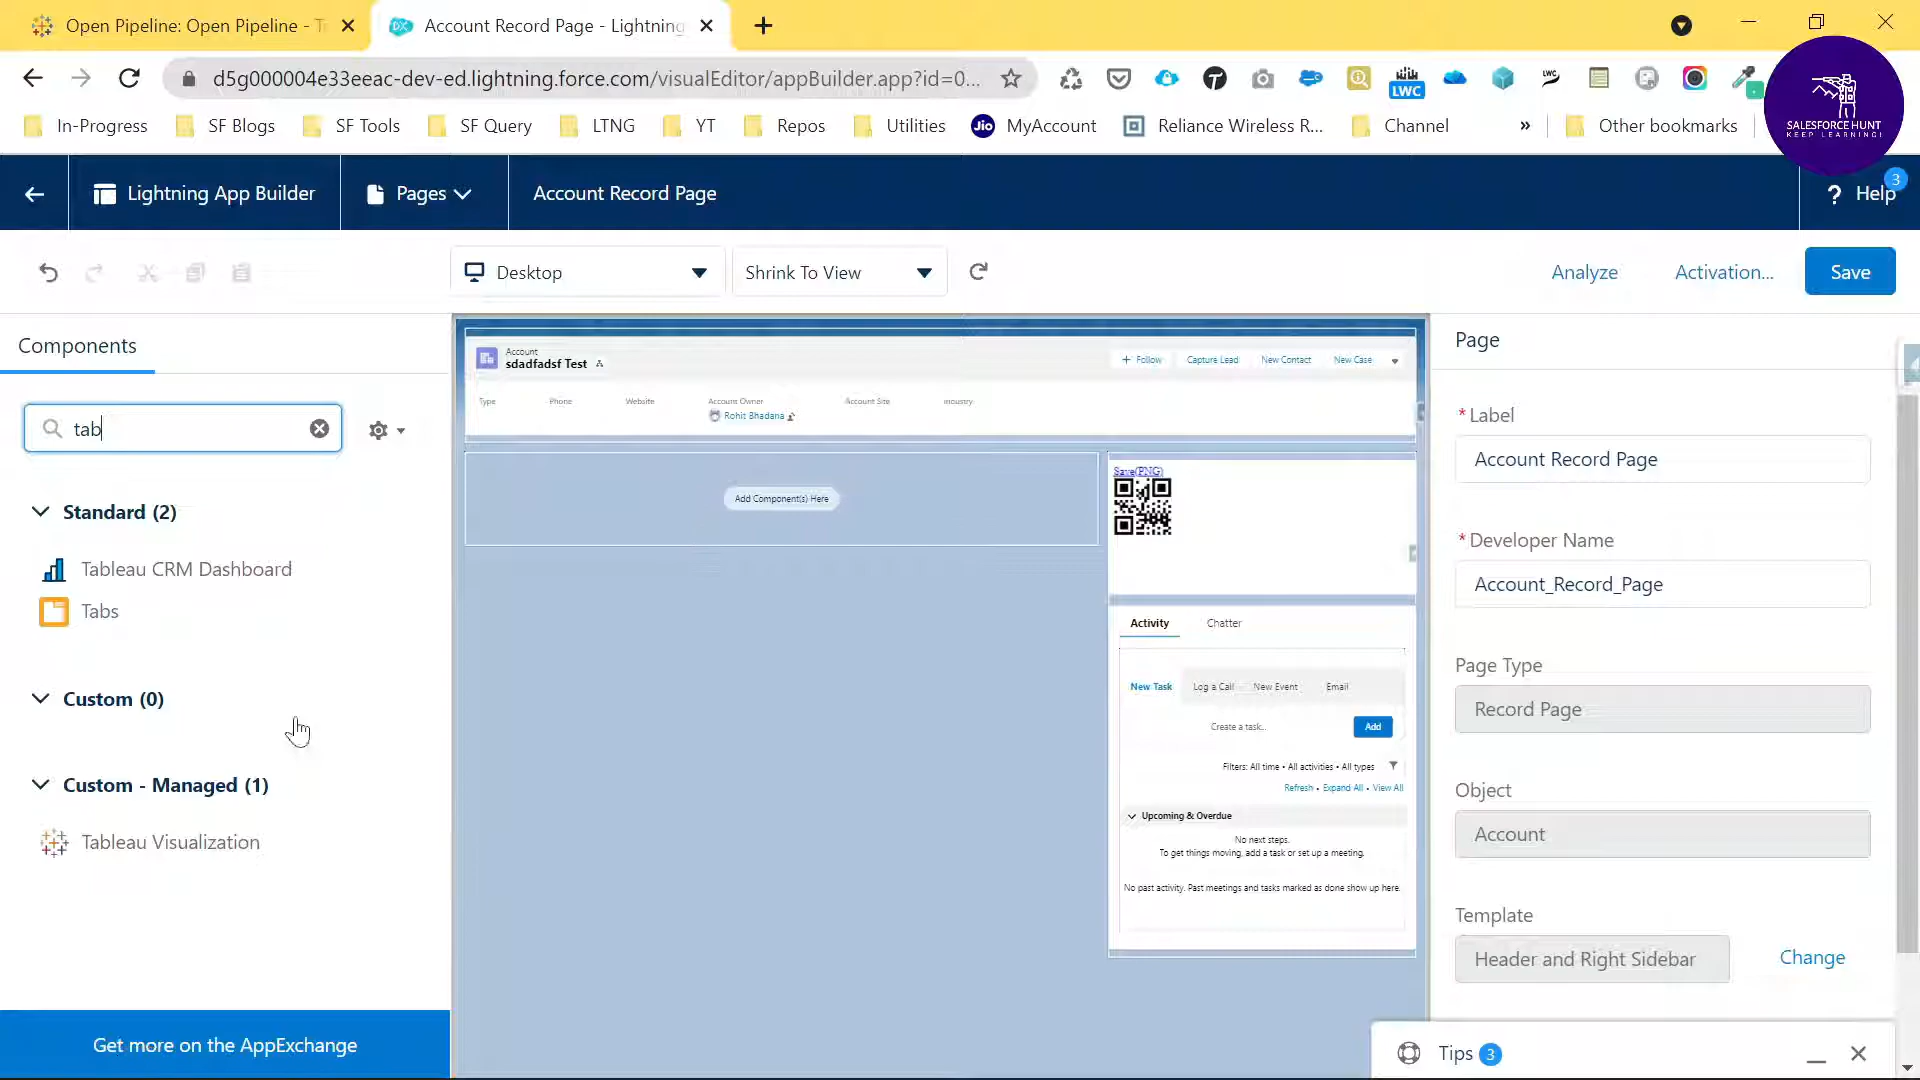 Open Pipeline: Open Pipeline - T
Account Record Page - Lightning
d5g000004e33eeac-dev-ed.lightning.force.com/visualEditor/appBuilder.app?id=0...
LWC
In-Progress SF Blogs SF Tools SF Query LTNG YT Repos Utilities Jio MyAccount Reliance Wireless R... Channel » Other bookmarks
SALESFORCE HUNT
KEEP LEARNING!
Lightning App Builder Pages Account Record Page ? Help 3
Desktop Shrink To View Analyze Activation... Save
Components
tab
Standard (2)
Tableau CRM Dashboard
Tabs
Custom (0)
Custom - Managed (1)
Tableau Visualization
Get more on the AppExchange
Account
sdadfadsf Test
+ Follow Capture Lead New Contact New Case
Type Phone Website Account Owner Account Site Industry
Rohit Bhadana
Add Component(s) Here
Save(PNG)
Activity Chatter
New Task Log a Call New Event Email
Create a task... Add
Filters: All time • All activities • All types
Refresh • Expand All • View All
Upcoming & Overdue
No next steps.
To get things moving, add a task or set up a meeting.
No past activity. Past meetings and tasks marked as done show up here.
Page
*Label
Account Record Page
*Developer Name
Account_Record_Page
Page Type
Record Page
Object
Account
Template
Header and Right Sidebar Change
Tips 3